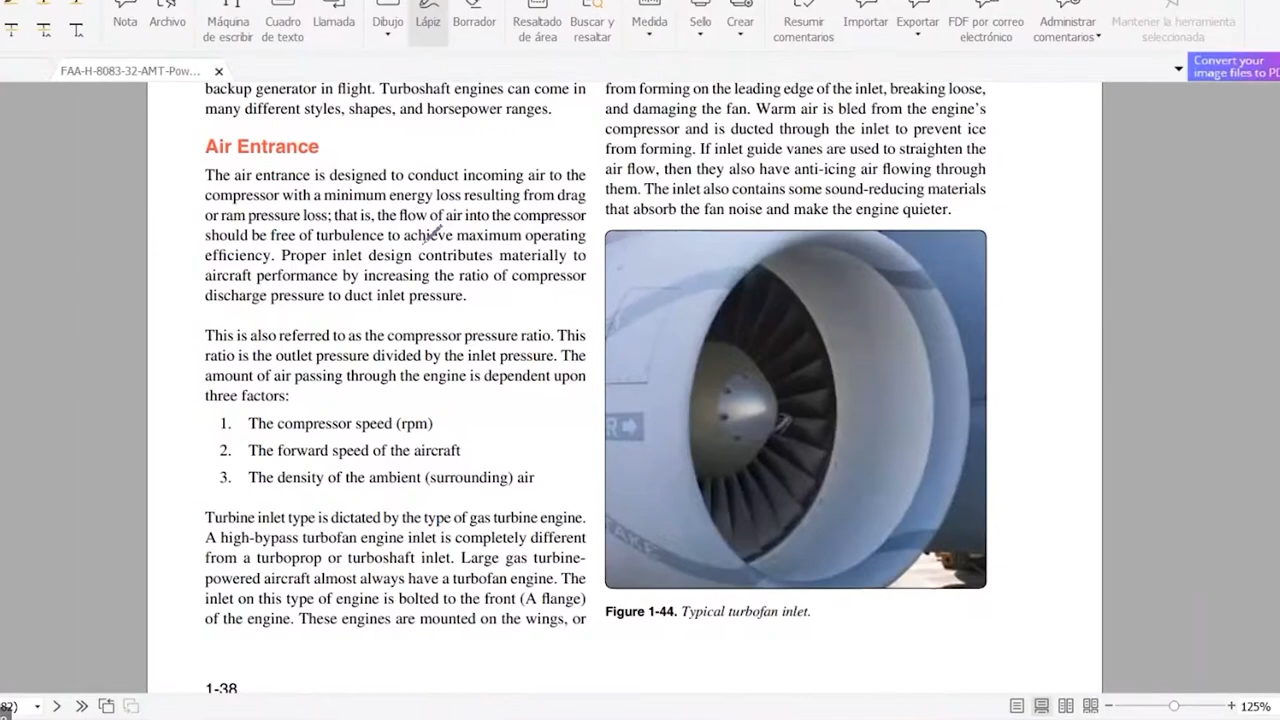 Nota
Archivo
Máquina
de escribir
Cuadro
de texto
Llamada
Dibujo
Lápiz
Borrador
Resaltado
de área
Buscar y
resaltar
Medida
Sello
Crear
Resumir
comentarios
Importar
Exportar
FDF por correo
electrónico
Administrar
comentarios
Mantener la herramienta
seleccionada
FAA-H-8083-32-AMT-Pow...
Convert your
image files to PD
backup generator in flight. Turboshaft engines can come in
many different styles, shapes, and horsepower ranges.
Air Entrance
The air entrance is designed to conduct incoming air to the
compressor with a minimum energy loss resulting from drag
or ram pressure loss; that is, the flow of air into the compressor
should be free of turbulence to achieve maximum operating
efficiency. Proper inlet design contributes materially to
aircraft performance by increasing the ratio of compressor
discharge pressure to duct inlet pressure.
This is also referred to as the compressor pressure ratio. This
ratio is the outlet pressure divided by the inlet pressure. The
amount of air passing through the engine is dependent upon
three factors:
1. The compressor speed (rpm)
2. The forward speed of the aircraft
3. The density of the ambient (surrounding) air
Turbine inlet type is dictated by the type of gas turbine engine.
A high-bypass turbofan engine inlet is completely different
from a turboprop or turboshaft inlet. Large gas turbine-
powered aircraft almost always have a turbofan engine. The
inlet on this type of engine is bolted to the front (A flange)
of the engine. These engines are mounted on the wings, or
from forming on the leading edge of the inlet, breaking loose,
and damaging the fan. Warm air is bled from the engine's
compressor and is ducted through the inlet to prevent ice
from forming. If inlet guide vanes are used to straighten the
air flow, then they also have anti-icing air flowing through
them. The inlet also contains some sound-reducing materials
that absorb the fan noise and make the engine quieter.
Figure 1-44. Typical turbofan inlet.
1-38
82)
125%